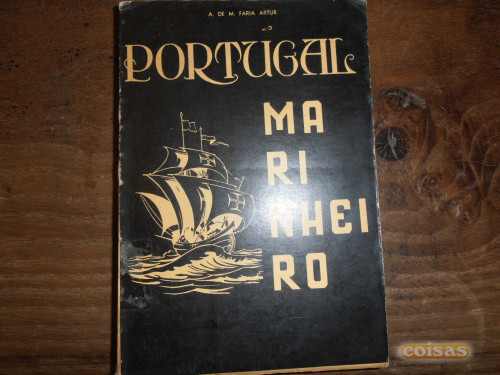 A. DE M. FARIA ARTUR
PORTUGAL
MA
RI
NHEI
RO
coisas